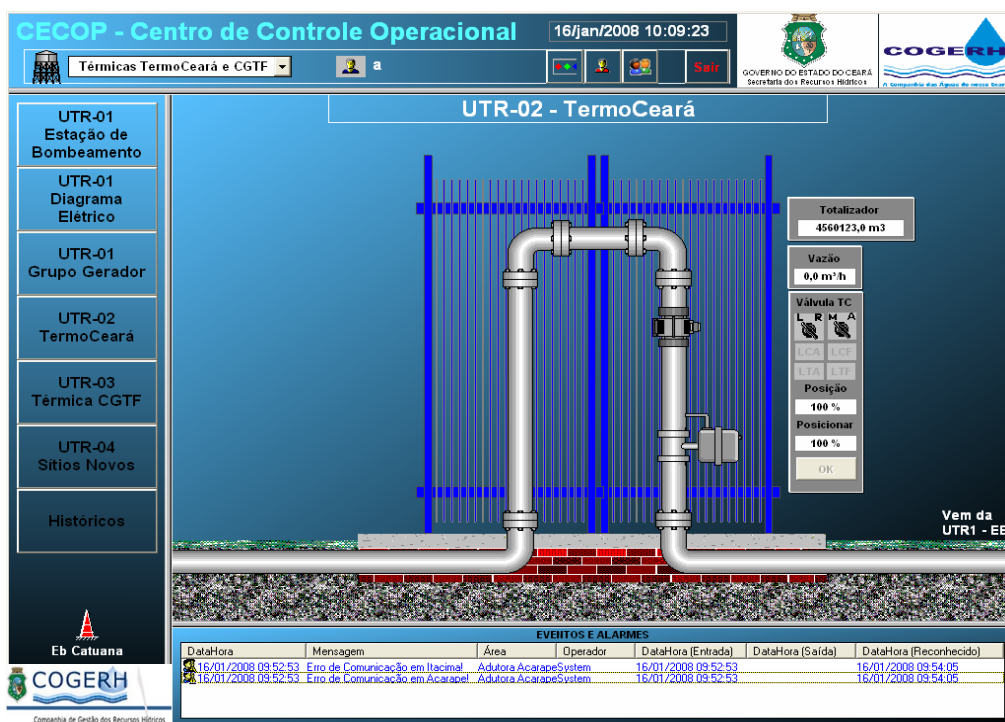 CECOP - Centro de Controle Operacional
16/jan/2008 10:09:23
Térmicas TermoCeará e CGTF
a
Sair
GOVERNO DO ESTADO DO CEARÁ
Secretaria dos Recursos Hídricos
COGERH
A Companhia das Águas do nosso Ceará
UTR-01
Estação de
Bombeamento
UTR-01
Diagrama
Elétrico
UTR-01
Grupo Gerador
UTR-02
TermoCeará
UTR-03
Térmica CGTF
UTR-04
Sítios Novos
Históricos
Eb Catuana
COGERH
Companhia de Gestão dos Recursos Hídricos
UTR-02 - TermoCeará
Totalizador
4560123,0 m3
Vazão
0,0 m³/h
Válvula TC
L R M A
LCA LCF
LTA LTF
Posição
100 %
Posicionar
100 %
OK
Vem da
UTR1 - EE
EVENTOS E ALARMES
DataHora Mensagem Área Operador DataHora (Entrada) DataHora (Saída) DataHora (Reconhecido)
16/01/2008 09:52:53 Erro de Comunicação em Itacima! Adutora Acarape System 16/01/2008 09:52:53 16/01/2008 09:54:05
16/01/2008 09:52:53 Erro de Comunicação em Acarape! Adutora Acarape System 16/01/2008 09:52:53 16/01/2008 09:54:05